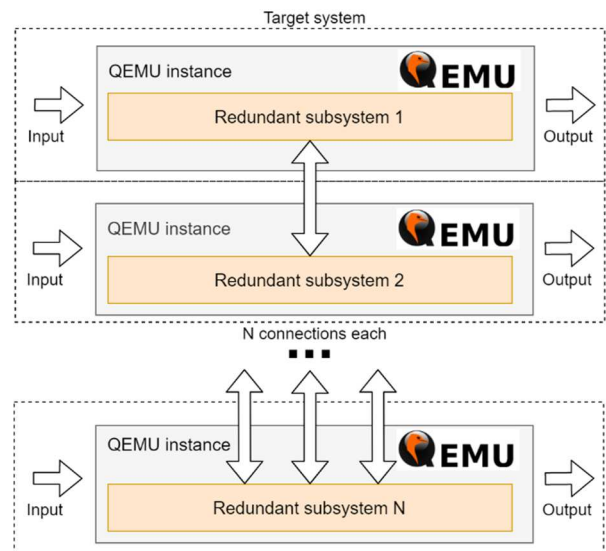 Target system
QEMU instance
QEMU
Redundant subsystem 1
Input
Output
QEMU instance
QEMU
Redundant subsystem 2
Input
Output
N connections each
...
QEMU instance
QEMU
Redundant subsystem N
Input
Output